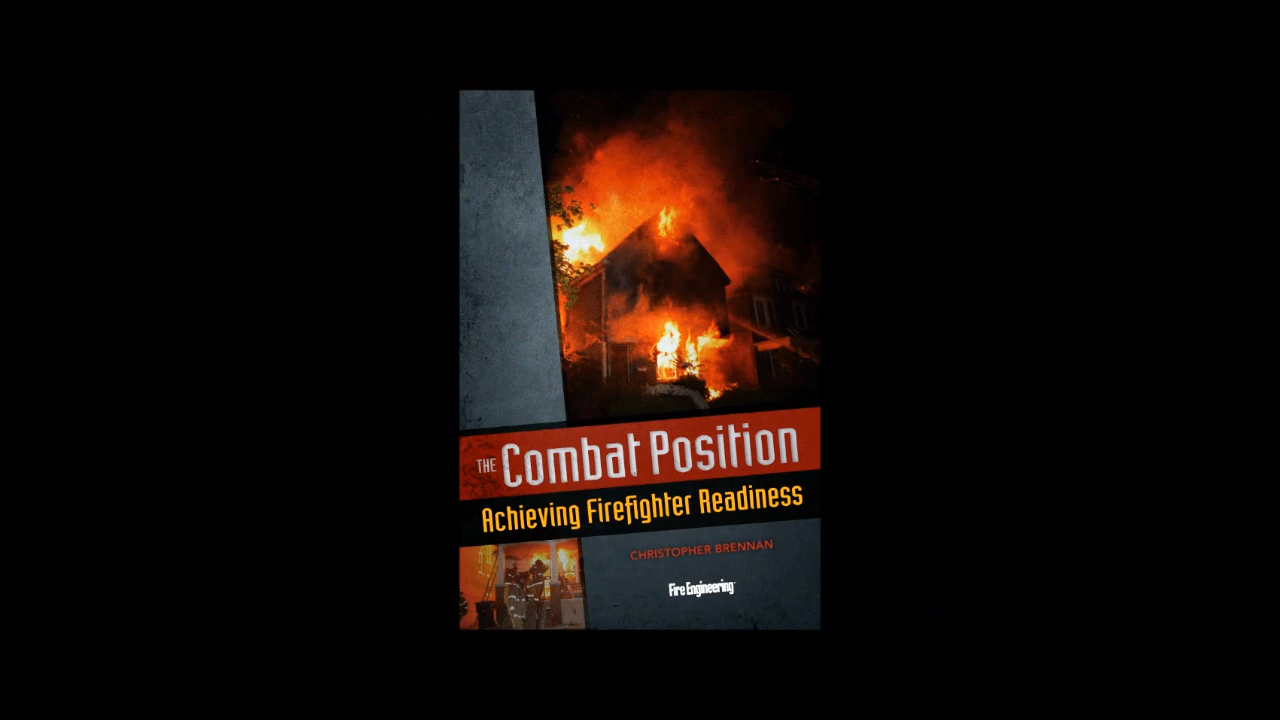 THE Combat Position
Achieving Firefighter Readiness
CHRISTOPHER BRENNAN
Fire Engineering